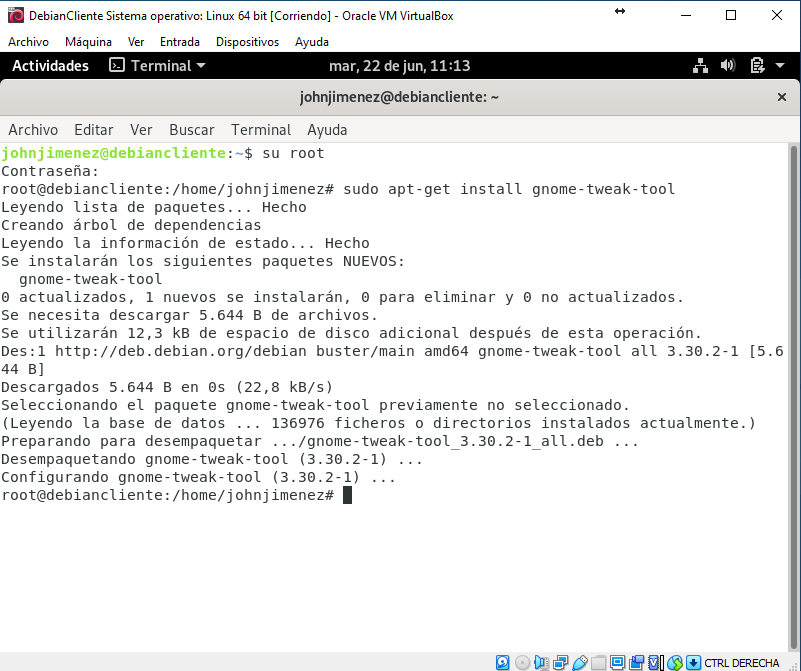 DebianCliente Sistema operativo: Linux 64 bit [Corriendo] - Oracle VM VirtualBox
Archivo Máquina Ver Entrada Dispositivos Ayuda
Actividades Terminal mar, 22 de jun, 11:13
johnjimenez@debiancliente: ~
Archivo Editar Ver Buscar Terminal Ayuda
johnjimenez@debiancliente:~$ su root
Contraseña:
root@debiancliente:/home/johnjimenez# sudo apt-get install gnome-tweak-tool
Leyendo lista de paquetes... Hecho
Creando árbol de dependencias
Leyendo la información de estado... Hecho
Se instalarán los siguientes paquetes NUEVOS:
  gnome-tweak-tool
0 actualizados, 1 nuevos se instalarán, 0 para eliminar y 0 no actualizados.
Se necesita descargar 5.644 B de archivos.
Se utilizarán 12,3 kB de espacio de disco adicional después de esta operación.
Des:1 http://deb.debian.org/debian buster/main amd64 gnome-tweak-tool all 3.30.2-1 [5.6
44 B]
Descargados 5.644 B en 0s (22,8 kB/s)
Seleccionando el paquete gnome-tweak-tool previamente no seleccionado.
(Leyendo la base de datos ... 136976 ficheros o directorios instalados actualmente.)
Preparando para desempaquetar .../gnome-tweak-tool_3.30.2-1_all.deb ...
Desempaquetando gnome-tweak-tool (3.30.2-1) ...
Configurando gnome-tweak-tool (3.30.2-1) ...
root@debiancliente:/home/johnjimenez#
CTRL DERECHA